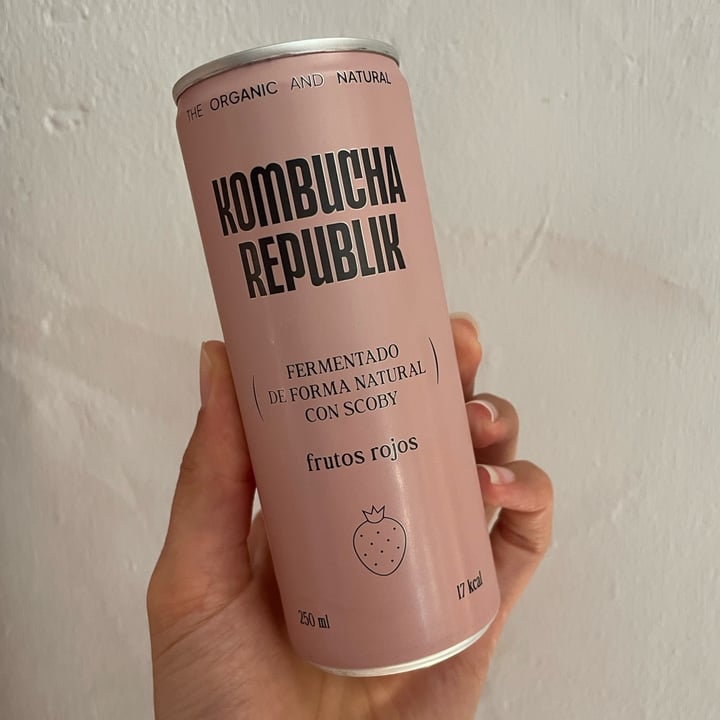 THE ORGANIC AND NATURAL
KOMBUCHA
REPUBLIK
(FERMENTADO
DE FORMA NATURAL
CON SCOBY)
frutos rojos
250 ml
17 kcal